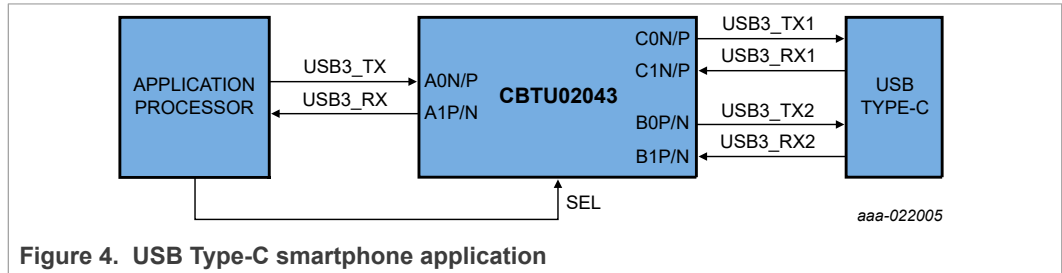 APPLICATION
PROCESSOR
USB3_TX
USB3_RX
A0N/P
A1P/N
CBTU02043
C0N/P
C1N/P
B0P/N
B1P/N
USB3_TX1
USB3_RX1
USB3_TX2
USB3_RX2
USB
TYPE-C
SEL
aaa-022005
Figure 4. USB Type-C smartphone application